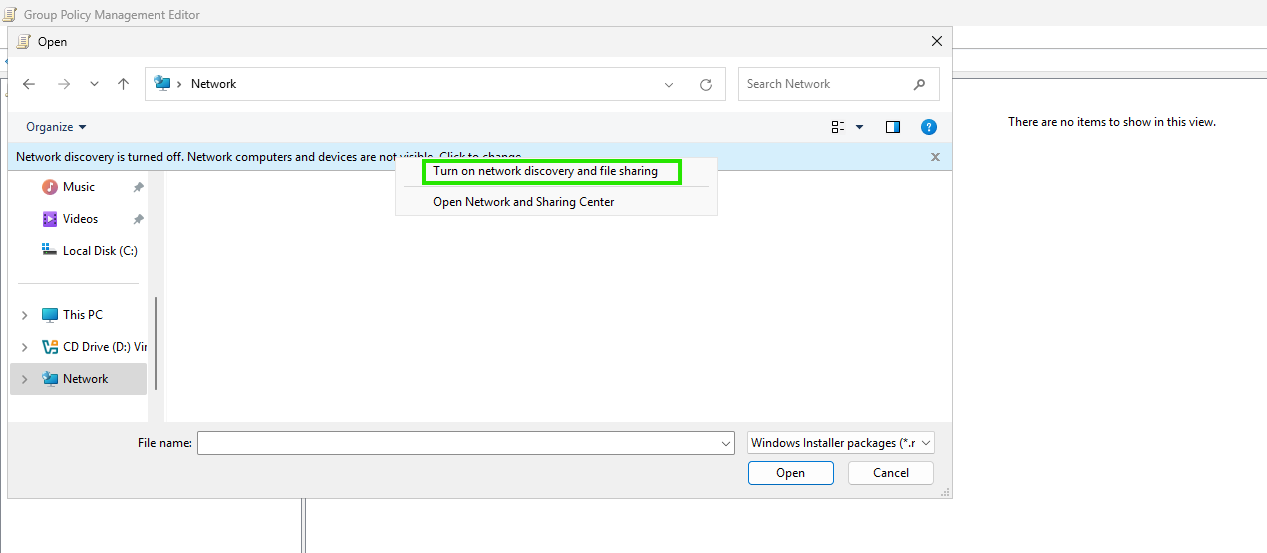 Group Policy Management Editor
Open
Network
Search Network
Organize
Network discovery is turned off. Network computers and devices are not visible. Click to change...
Turn on network discovery and file sharing
Open Network and Sharing Center
There are no items to show in this view.
Music
Videos
Local Disk (C:)
This PC
CD Drive (D:) Vir
Network
File name:
Windows Installer packages (*.r
Open
Cancel